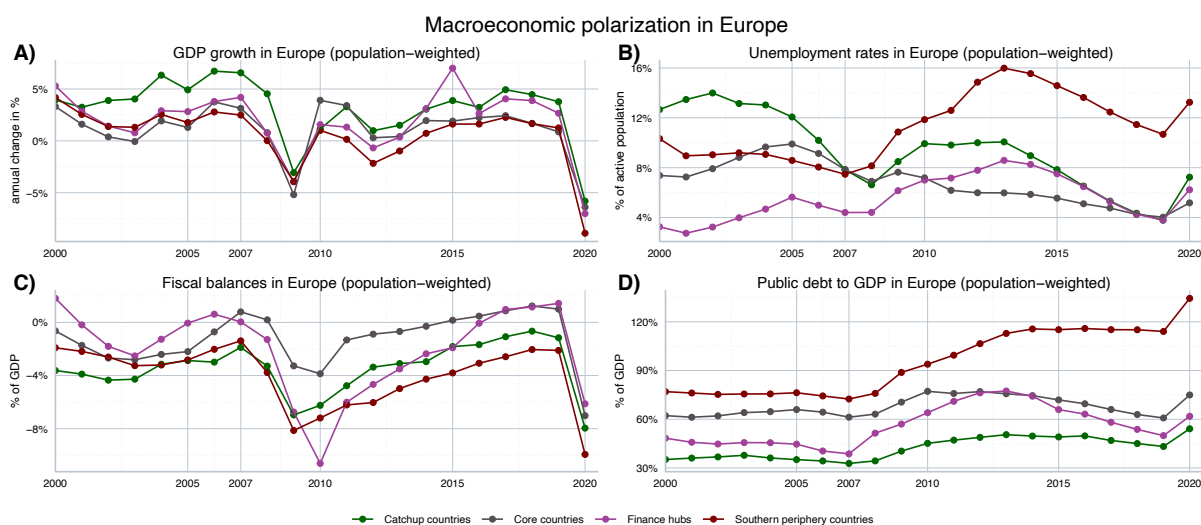 Macroeconomic polarization in Europe
A)
GDP growth in Europe (population−weighted)
annual change in %
5%
0%
−5%
2000
2005
2007
2010
2015
2020
B)
Unemployment rates in Europe (population−weighted)
% of active population
16%
12%
8%
4%
2000
2005
2007
2010
2015
2020
C)
Fiscal balances in Europe (population−weighted)
% of GDP
0%
−4%
−8%
2000
2005
2007
2010
2015
2020
D)
Public debt to GDP in Europe (population−weighted)
% of GDP
120%
90%
60%
30%
2000
2005
2007
2010
2015
2020
Catchup countries
Core countries
Finance hubs
Southern periphery countries